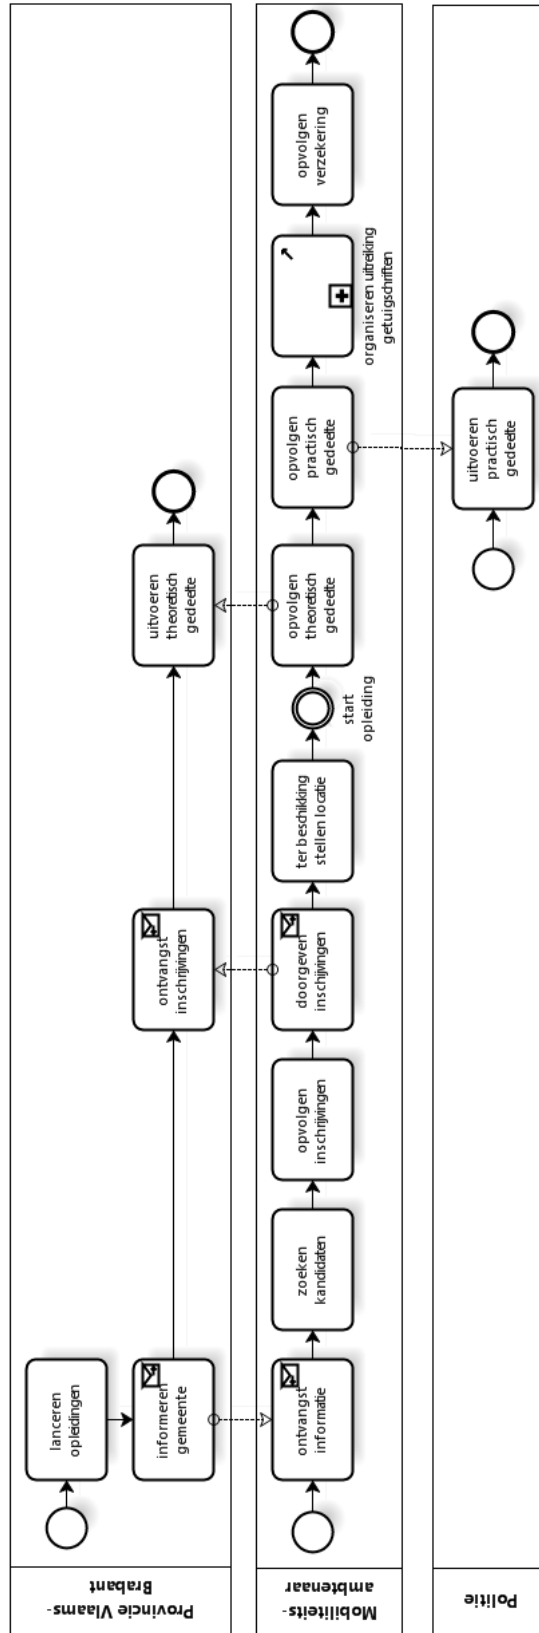 Provincie Vlaams-
Brabant
lanceren
opleidingen
informeren
gemeente
ontvangst
inschrijvingen
uitvoeren
theoretisch
gedeelte
Mobiliteits-
ambtenaar
ontvangst
informatie
zoeken
kandidaten
opvolgen
inschrijvingen
doorgeven
inschrijvingen
ter beschikking
stellen locatie
start
opleiding
opvolgen
theoretisch
gedeelte
opvolgen
practisch
gedeelte
organiseren uitreiking
getuigschriften
opvolgen
verzekering
Politie
uitvoeren
practisch
gedeelte